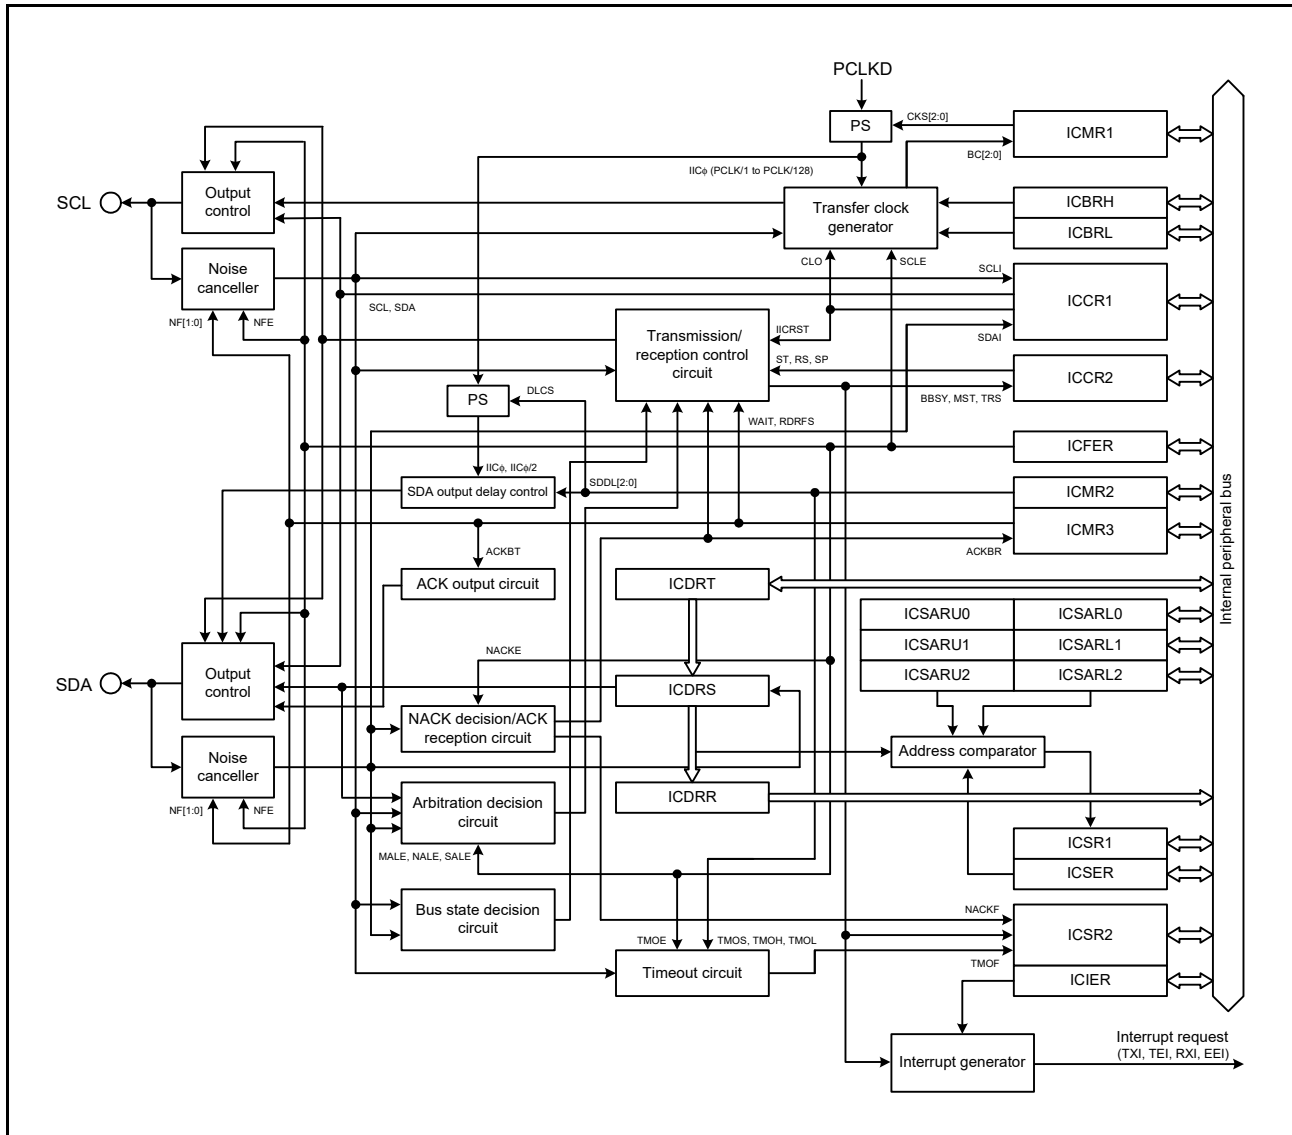 PCLKD
PS
CKS[2:0]
ICMR1
BC[2:0]
IICφ (PCLK/1 to PCLK/128)
SCL
Output
control
Transfer clock
generator
ICBRH
ICBRL
Noise
canceller
CLO
SCLE
SCLI
ICCR1
SCL, SDA
NF[1:0]
NFE
Transmission/
reception control
circuit
IICRST
SDAI
ST, RS, SP
ICCR2
BBSY, MST, TRS
PS
DLCS
WAIT, RDRFS
ICFER
IICφ, IICφ/2
SDA output delay control
SDDL[2:0]
ICMR2
ICMR3
ACKBT
ACKBR
ACK output circuit
ICDRT
Internal peripheral bus
ICSARU0
ICSARL0
ICSARU1
ICSARL1
ICSARU2
ICSARL2
NACKE
SDA
Output
control
ICDRS
NACK decision/ACK
reception circuit
Address comparator
Noise
canceller
NF[1:0]
NFE
Arbitration decision
circuit
ICDRR
MALE, NALE, SALE
ICSR1
ICSER
Bus state decision
circuit
NACKF
ICSR2
TMOE
TMOS, TMOH, TMOL
TMOF
Timeout circuit
ICIER
Interrupt generator
Interrupt request
(TXI, TEI, RXI, EEI)